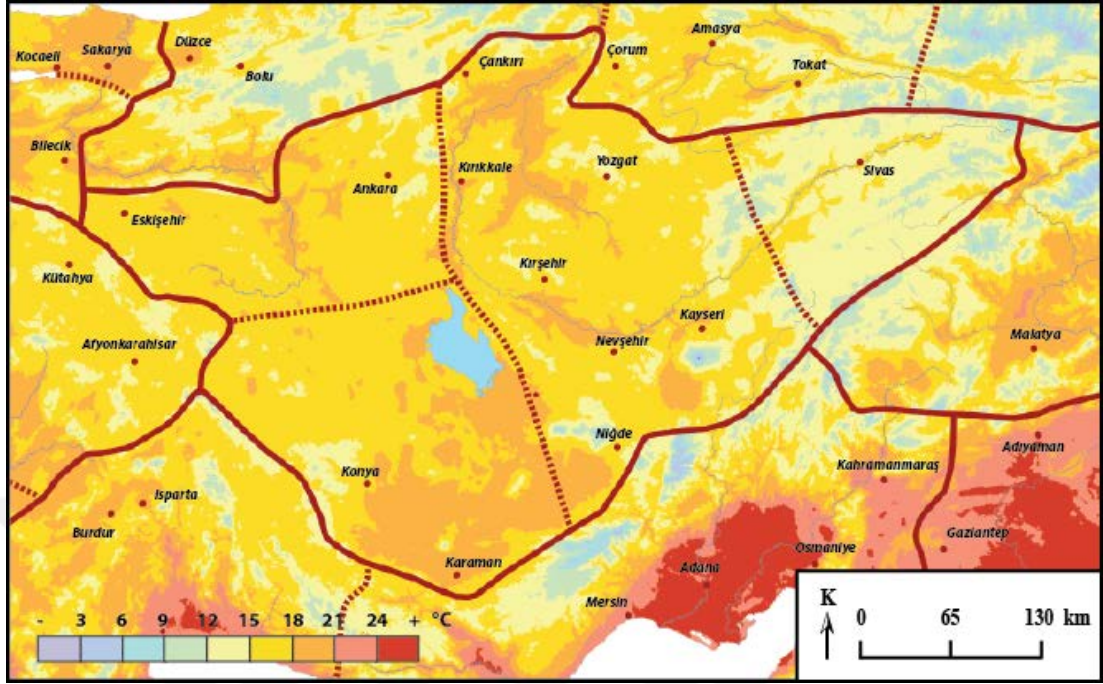 Amasya
Düzce
Kocaeli
Sakarya
Bolu
Çankırı
Çorum
Tokat
Bilecik
Ankara
Kırıkkale
Yozgat
Sivas
Eskişehir
Kütahya
Kırşehir
Kayseri
Malatya
Afyonkarahisar
Nevşehir
Niğde
Adıyaman
Konya
Kahramanmaraş
Isparta
Burdur
Gaziantep
Osmaniye
Karaman
Adana
Mersin
- 3 6 9 12 15 18 21 24 + °C
K
0 65 130 km